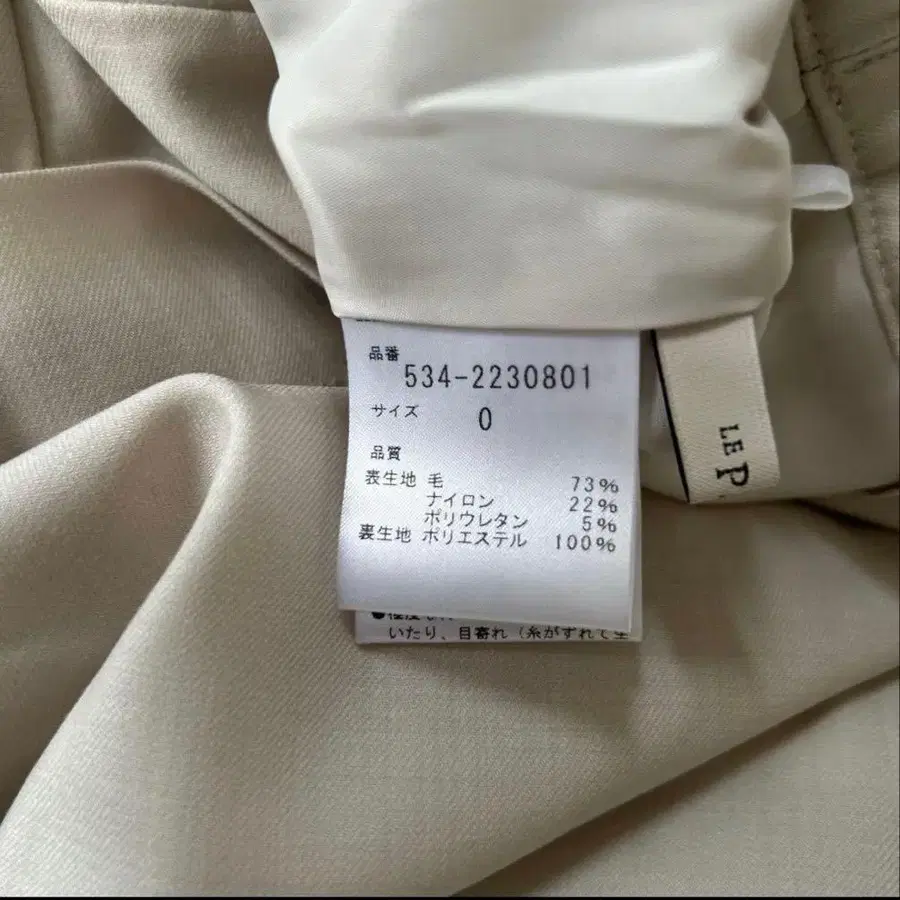 品番
534-2230801
サイズ 0
品質
表生地 毛 73%
ナイロン 22%
ポリウレタン 5%
裏生地 ポリエステル 100%
いたり、目寄れ（糸がずれて生
LE P